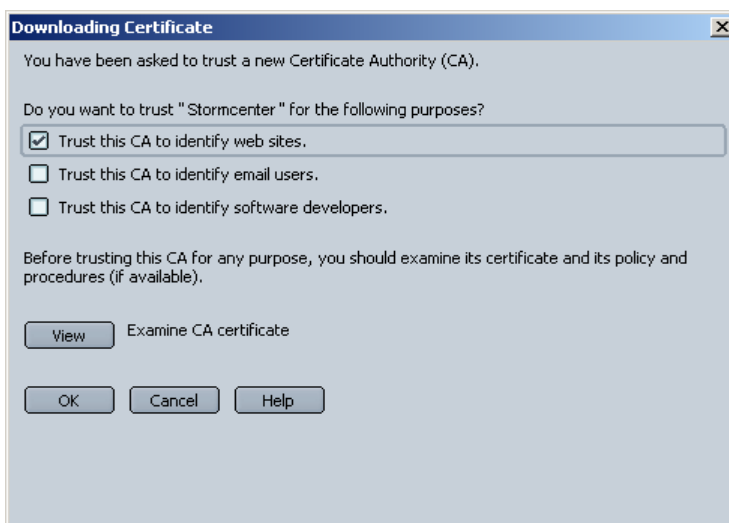 Downloading Certificate
You have been asked to trust a new Certificate Authority (CA).
Do you want to trust "Stormcenter" for the following purposes?
Trust this CA to identify web sites.
Trust this CA to identify email users.
Trust this CA to identify software developers.
Before trusting this CA for any purpose, you should examine its certificate and its policy and
procedures (if available).
View Examine CA certificate
OK Cancel Help